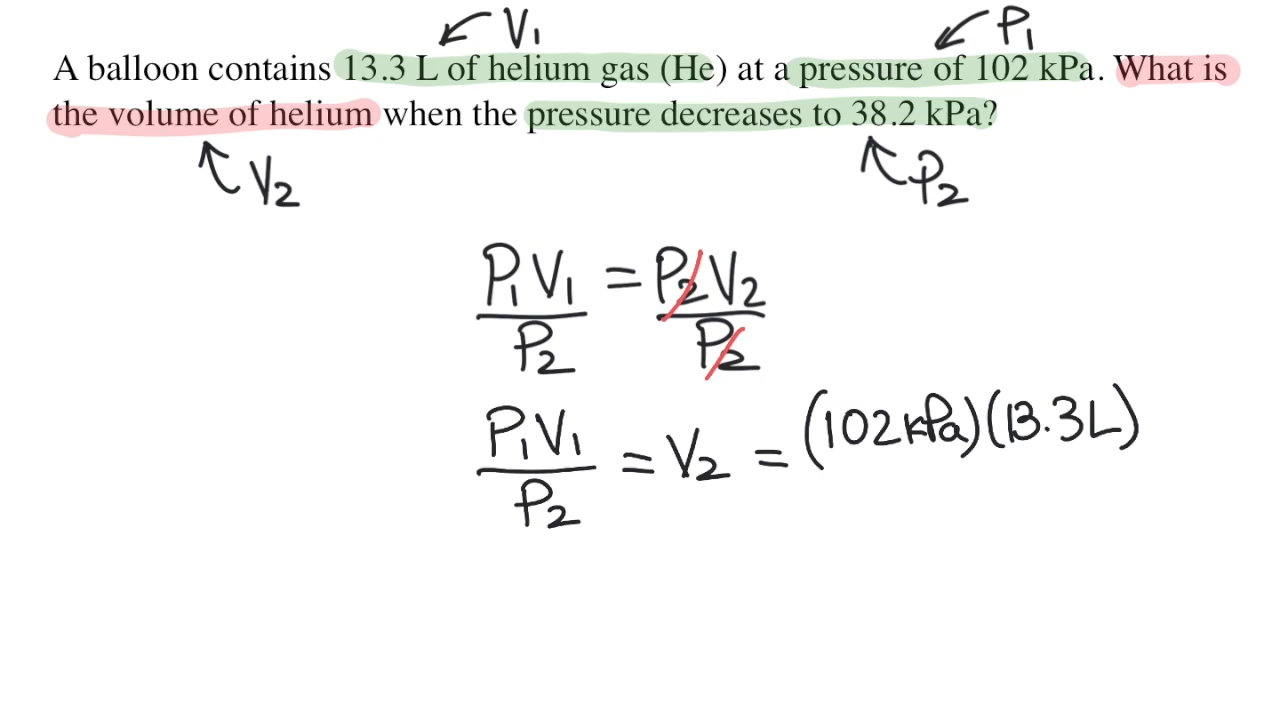 V1
P1
A balloon contains 13.3 L of helium gas (He) at a pressure of 102 kPa. What is
the volume of helium when the pressure decreases to 38.2 kPa?
V2
P2
P1V1 = P2V2
P2 P2
P1V1 = V2 = (102kPa)(13.3L)
P2